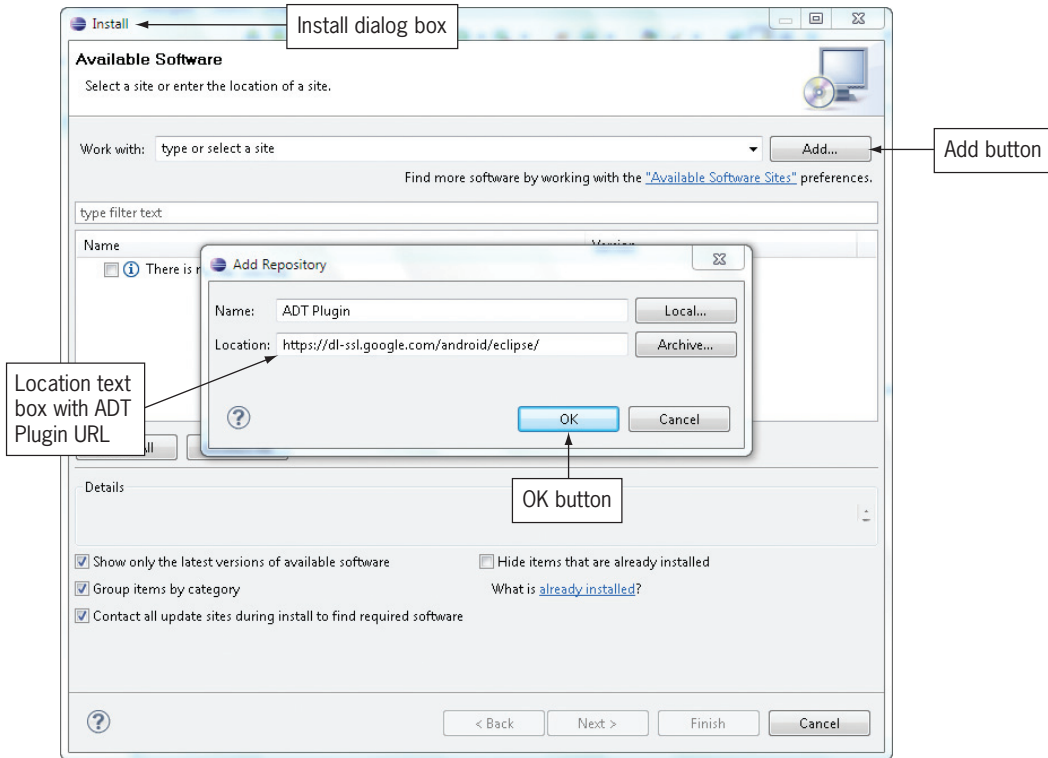 Install
Install dialog box
Available Software
Select a site or enter the location of a site.
Work with: type or select a site
Add...
Add button
Find more software by working with the "Available Software Sites" preferences.
type filter text
Name
There is
Add Repository
Name: ADT Plugin
Local...
Location: https://dl-ssl.google.com/android/eclipse/
Archive...
Location text
box with ADT
Plugin URL
OK
Cancel
OK button
Details
Show only the latest versions of available software
Hide items that are already installed
Group items by category
What is already installed?
Contact all update sites during install to find required software
< Back
Next >
Finish
Cancel